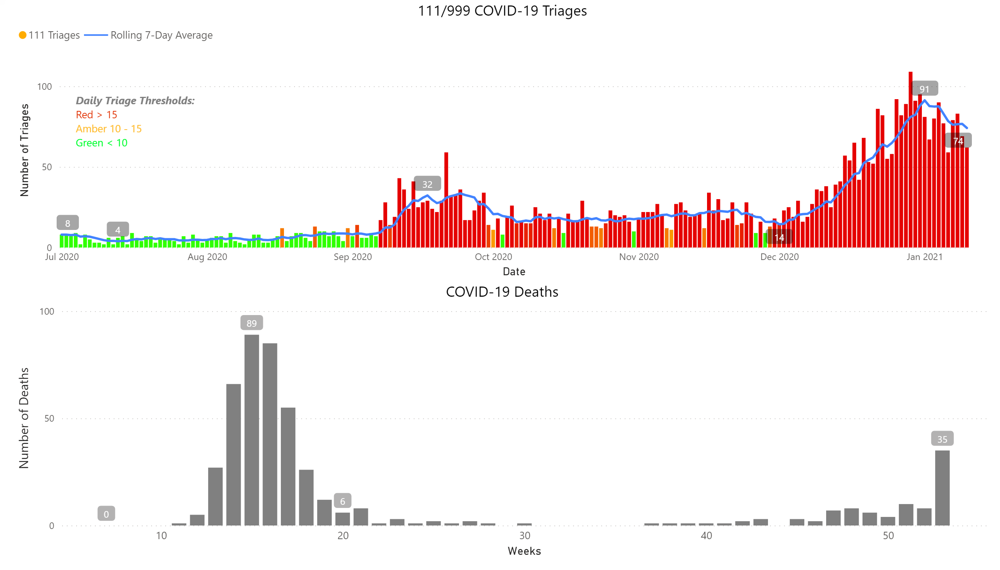 111/999 COVID-19 Triages
111 Triages Rolling 7-Day Average
100
50
0
Number of Triages
Daily Triage Thresholds:
Red > 15
Amber 10 - 15
Green < 10
8
4
32
14
91
74
Jul 2020 Aug 2020 Sep 2020 Oct 2020 Nov 2020 Dec 2020 Jan 2021
Date
COVID-19 Deaths
100
50
0
Number of Deaths
0
89
6
35
10 20 30 40 50
Weeks